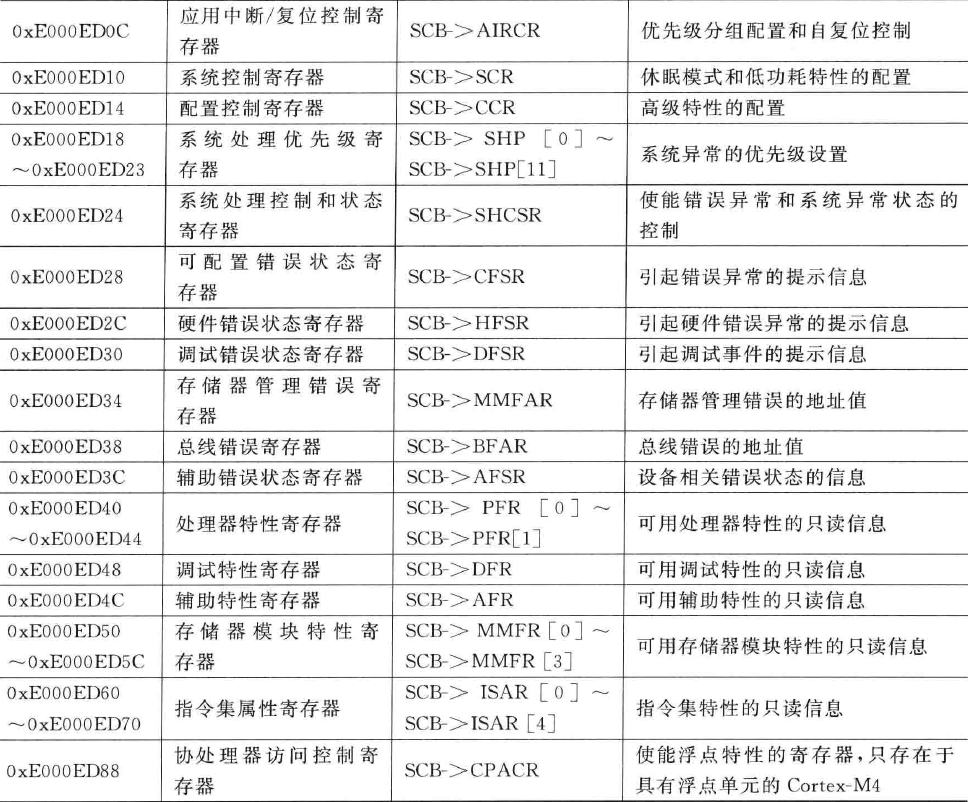 0xE000ED0C 应用中断/复位控制寄存器 SCB->AIRCR 优先级分组配置和自复位控制
0xE000ED10 系统控制寄存器 SCB->SCR 休眠模式和低功耗特性的配置
0xE000ED14 配置控制寄存器 SCB->CCR 高级特性的配置
0xE000ED18～0xE000ED23 系统处理优先级寄存器 SCB->SHP[0]～SCB->SHP[11] 系统异常的优先级设置
0xE000ED24 系统处理控制和状态寄存器 SCB->SHCSR 使能错误异常和系统异常状态的控制
0xE000ED28 可配置错误状态寄存器 SCB->CFSR 引起错误异常的提示信息
0xE000ED2C 硬件错误状态寄存器 SCB->HFSR 引起硬件错误异常的提示信息
0xE000ED30 调试错误状态寄存器 SCB->DFSR 引起调试事件的提示信息
0xE000ED34 存储器管理错误寄存器 SCB->MMFAR 存储器管理错误的地址值
0xE000ED38 总线错误寄存器 SCB->BFAR 总线错误的地址值
0xE000ED3C 辅助错误状态寄存器 SCB->AFSR 设备相关错误状态的信息
0xE000ED40～0xE000ED44 处理器特性寄存器 SCB->PFR[0]～SCB->PFR[1] 可用处理器特性的只读信息
0xE000ED48 调试特性寄存器 SCB->DFR 可用调试特性的只读信息
0xE000ED4C 辅助特性寄存器 SCB->AFR 可用辅助特性的只读信息
0xE000ED50～0xE000ED5C 存储器模块特性寄存器 SCB->MMFR[0]～SCB->MMFR[3] 可用存储器模块特性的只读信息
0xE000ED60～0xE000ED70 指令集属性寄存器 SCB->ISAR[0]～SCB->ISAR[4] 指令集特性的只读信息
0xE000ED88 协处理器访问控制寄存器 SCB->CPACR 使能浮点特性的寄存器,只存在于具有浮点单元的 Cortex-M4